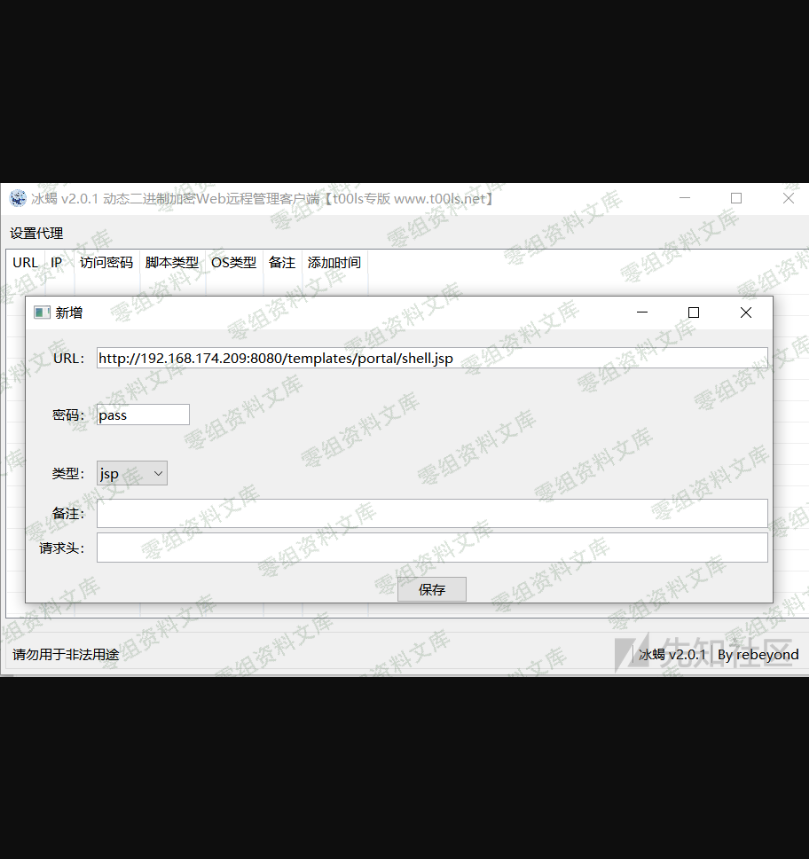 冰蝎 v2.0.1 动态二进制加密Web远程管理客户端【t00ls专版 www.t00ls.net】
设置代理
URL IP 访问密码 脚本类型 OS类型 备注 添加时间
新增
URL: http://192.168.174.209:8080/templates/portal/shell.jsp
密码: pass
类型: jsp
备注:
请求头:
保存
请勿用于非法用途
冰蝎 v2.0.1 By rebeyond
先知社区
零组资料文库